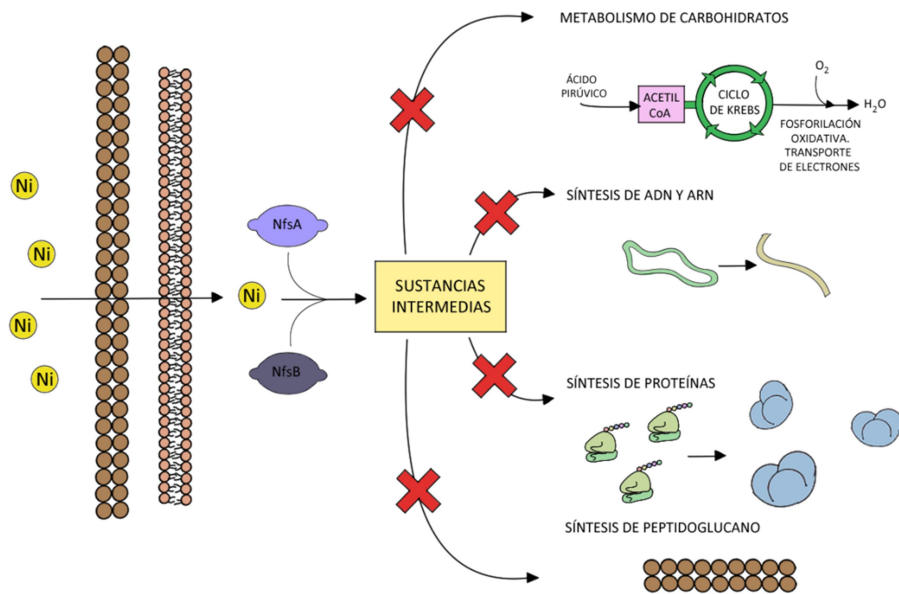 METABOLISMO DE CARBOHIDRATOS
ÁCIDO
PIRÚVICO
ACETIL
CoA
CICLO
DE KREBS
O2
H2O
FOSFORILACIÓN
OXIDATIVA.
TRANSPORTE
DE ELECTRONES
Ni
Ni
Ni
Ni
Ni
NfsA
NfsB
SUSTANCIAS
INTERMEDIAS
SÍNTESIS DE ADN Y ARN
SÍNTESIS DE PROTEÍNAS
SÍNTESIS DE PEPTIDOGLUCANO